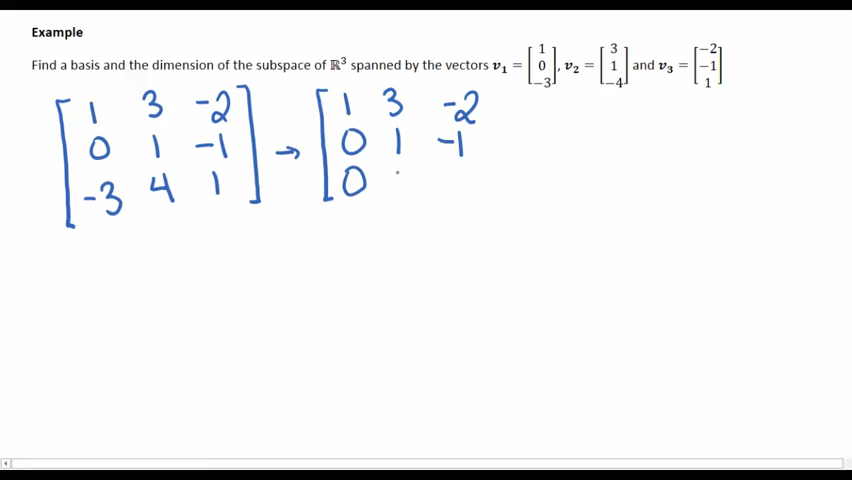 Example
Find a basis and the dimension of the subspace of ℝ³ spanned by the vectors v₁ = [1 0 −3], v₂ = [3 1 −4] and v₃ = [−2 −1 1]
[1 3 -2] → [1 3 -2
[0 1 -1] [0 1 -1
[-3 4 1] [0